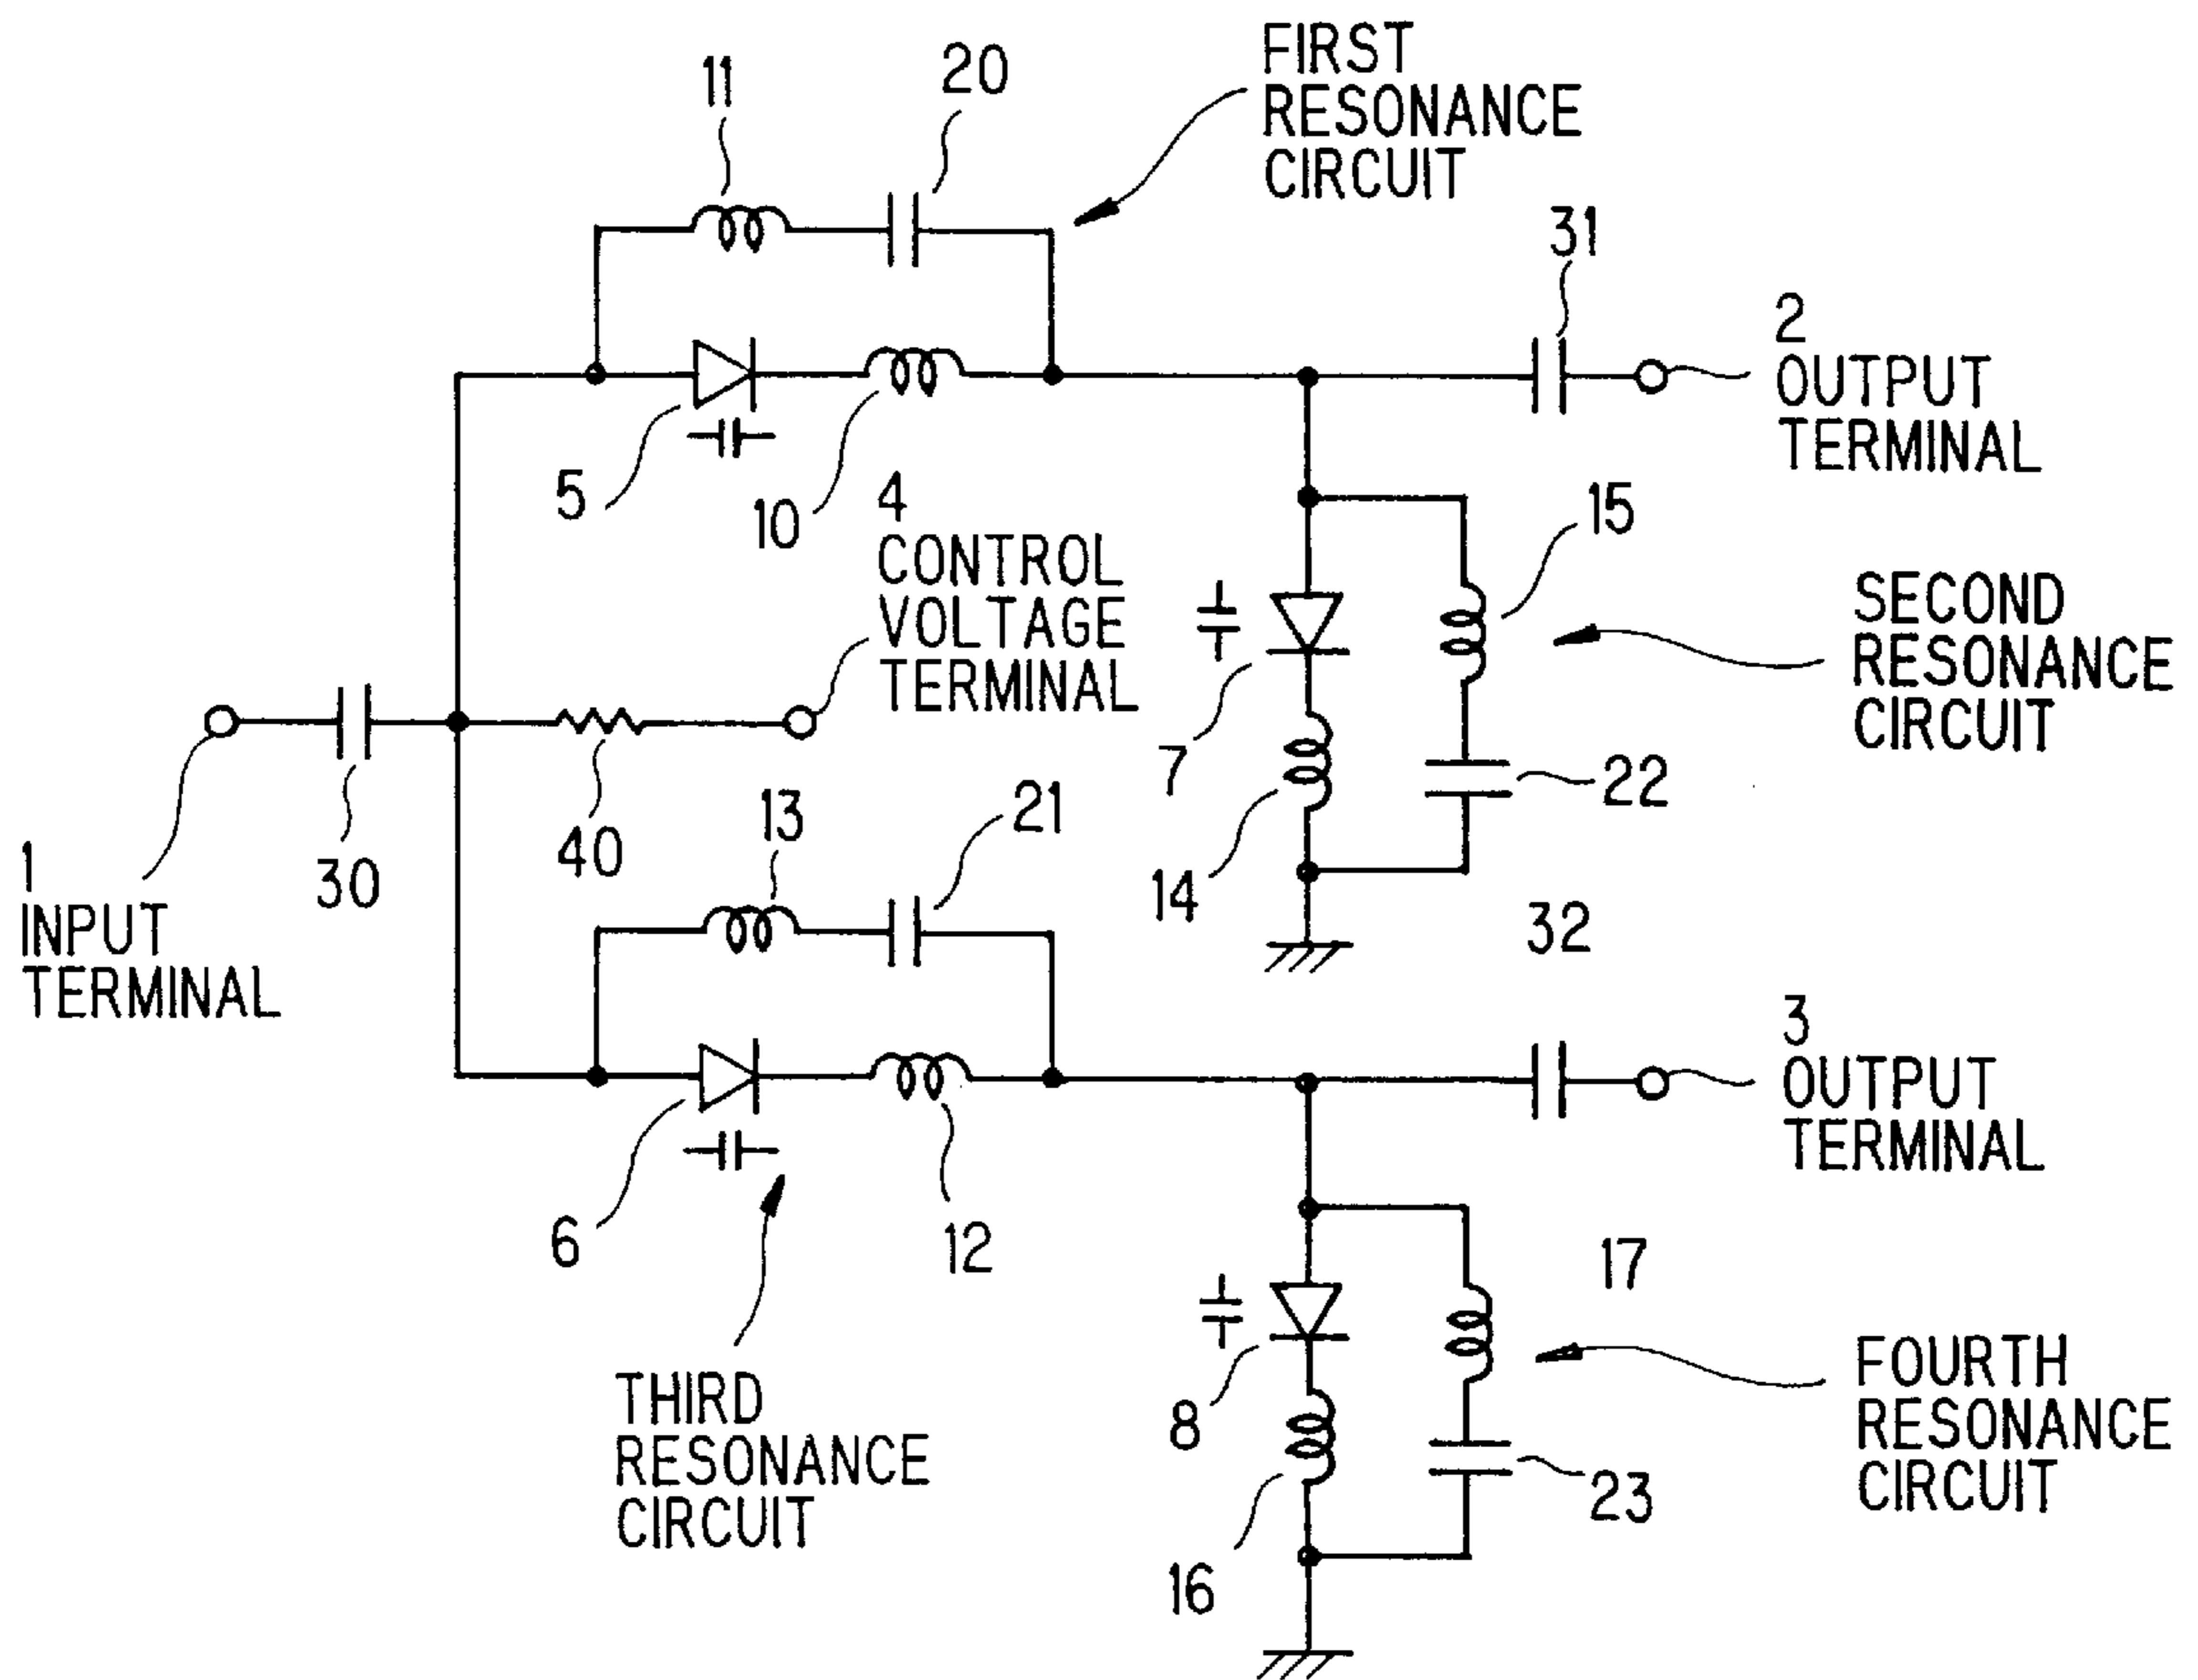 11
20
FIRST
RESONANCE
CIRCUIT
31
2
OUTPUT
TERMINAL
5
10
4
CONTROL
VOLTAGE
TERMINAL
15
SECOND
RESONANCE
CIRCUIT
7
22
14
1
INPUT
TERMINAL
30
40
13
21
32
3
OUTPUT
TERMINAL
6
12
THIRD
RESONANCE
CIRCUIT
17
8
FOURTH
RESONANCE
CIRCUIT
23
16